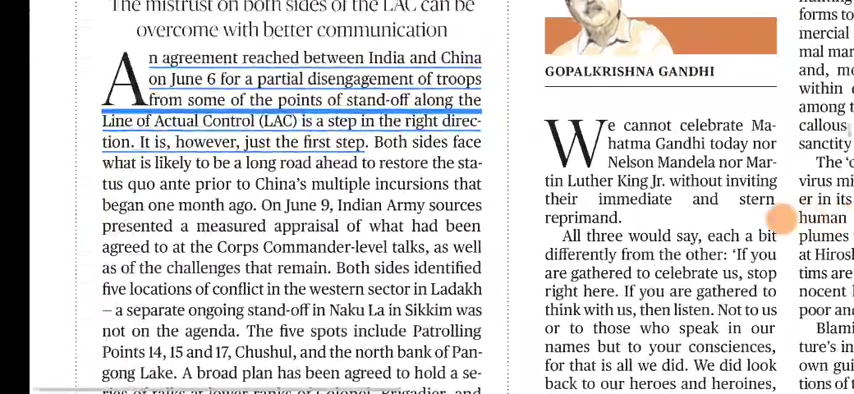 The mistrust on both sides of the LAC can be
overcome with better communication
An agreement reached between India and China
on June 6 for a partial disengagement of troops
from some of the points of stand-off along the
Line of Actual Control (LAC) is a step in the right direc-
tion. It is, however, just the first step. Both sides face
what is likely to be a long road ahead to restore the sta-
tus quo ante prior to China's multiple incursions that
began one month ago. On June 9, Indian Army sources
presented a measured appraisal of what had been
agreed to at the Corps Commander-level talks, as well
as of the challenges that remain. Both sides identified
five locations of conflict in the western sector in Ladakh
– a separate ongoing stand-off in Naku La in Sikkim was
not on the agenda. The five spots include Patrolling
Points 14, 15 and 17, Chushul, and the north bank of Pan-
gong Lake. A broad plan has been agreed to hold a se-
ries of talks at lower ranks of Colonel, Brigadier, and
GOPALKRISHNA GANDHI
We cannot celebrate Ma-
hatma Gandhi today nor
Nelson Mandela nor Mar-
tin Luther King Jr. without inviting
their immediate and stern
reprimand.
All three would say, each a bit
differently from the other: 'If you
are gathered to celebrate us, stop
right here. If you are gathered to
think with us, then listen. Not to us
or to those who speak in our
names but to your consciences,
for that is all we did. We did look
back to our heroes and heroines,
forms to
mercial
mal mar
and, mo
within
among t
callous
sanctity
The 'c
virus mi
er in its
human
plumes
at Hirosh
tims are
nocent
poor and
Blami
ture's in
own gui
tions of t